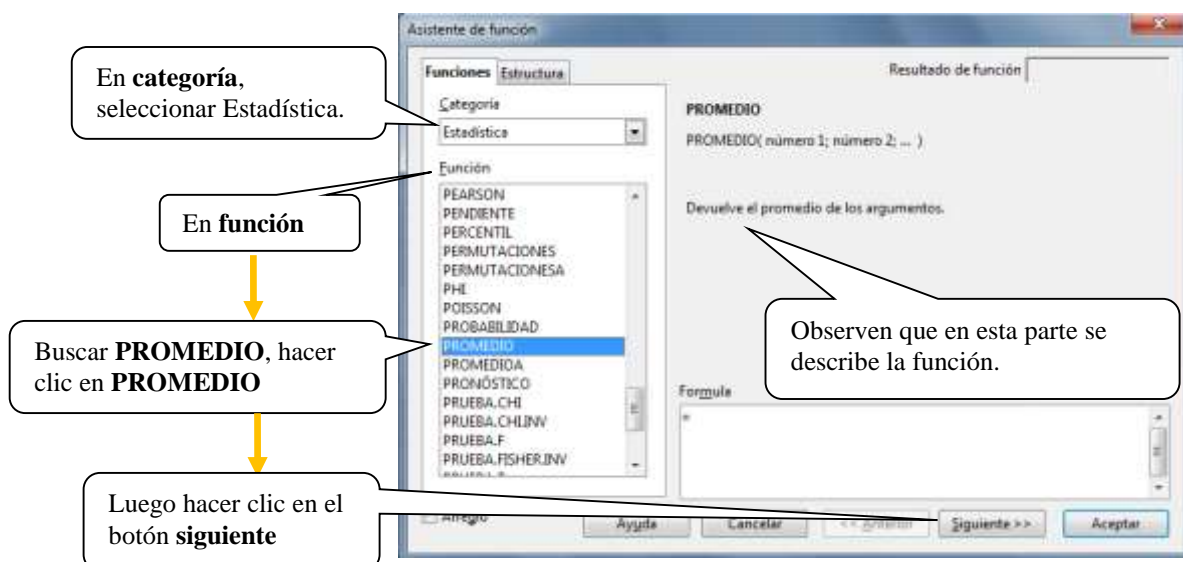 Asistente de función
En categoría,
seleccionar Estadística.
Funciones Estructura
Resultado de función
Categoría
Estadística
PROMEDIO
PROMEDIO( número 1; número 2; ... )
Función
En función
PEARSON
PENDIENTE
PERCENTIL
PERMUTACIONES
PERMUTACIONESA
PHI
POISSON
PROBABILIDAD
PROMEDIO
PROMEDIOA
PRONÓSTICO
PRUEBA.CHI
PRUEBA.CHI.INV
PRUEBA.F
PRUEBA.FISHER.INV
Devuelve el promedio de los argumentos.
Observen que en esta parte se
describe la función.
Buscar PROMEDIO, hacer
clic en PROMEDIO
Formula
=
Luego hacer clic en el
botón siguiente
Arreglo
Ayuda
Cancelar
<< Anterior
Siguiente >>
Aceptar